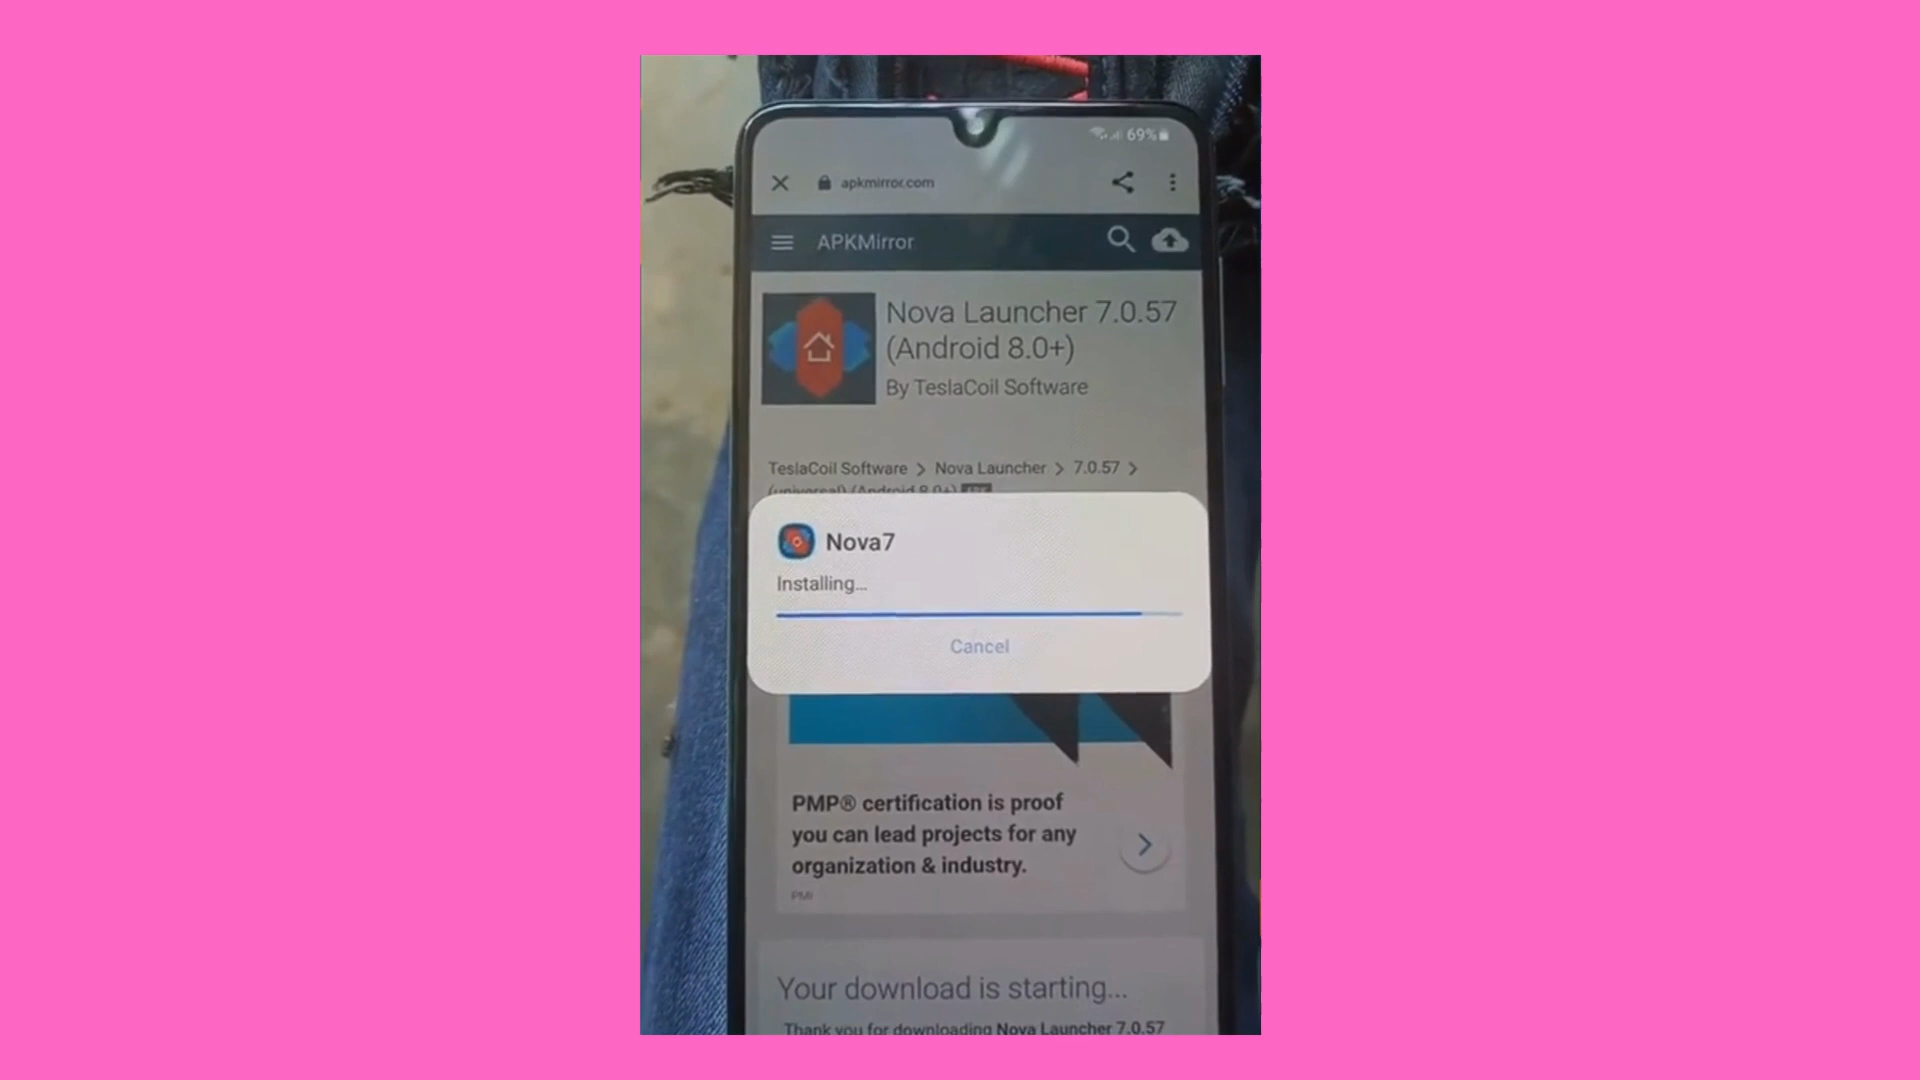 69%
apkmirror.com
APKMirror
Nova Launcher 7.0.57
(Android 8.0+)
By TeslaCoil Software
TeslaCoil Software > Nova Launcher > 7.0.57 >
(universal) (Android 8.0+) APK
Nova7
Installing...
Cancel
PMP® certification is proof
you can lead projects for any
organization & industry.
PMI
Your download is starting...
Thank you for downloading Nova Launcher 7.0.57